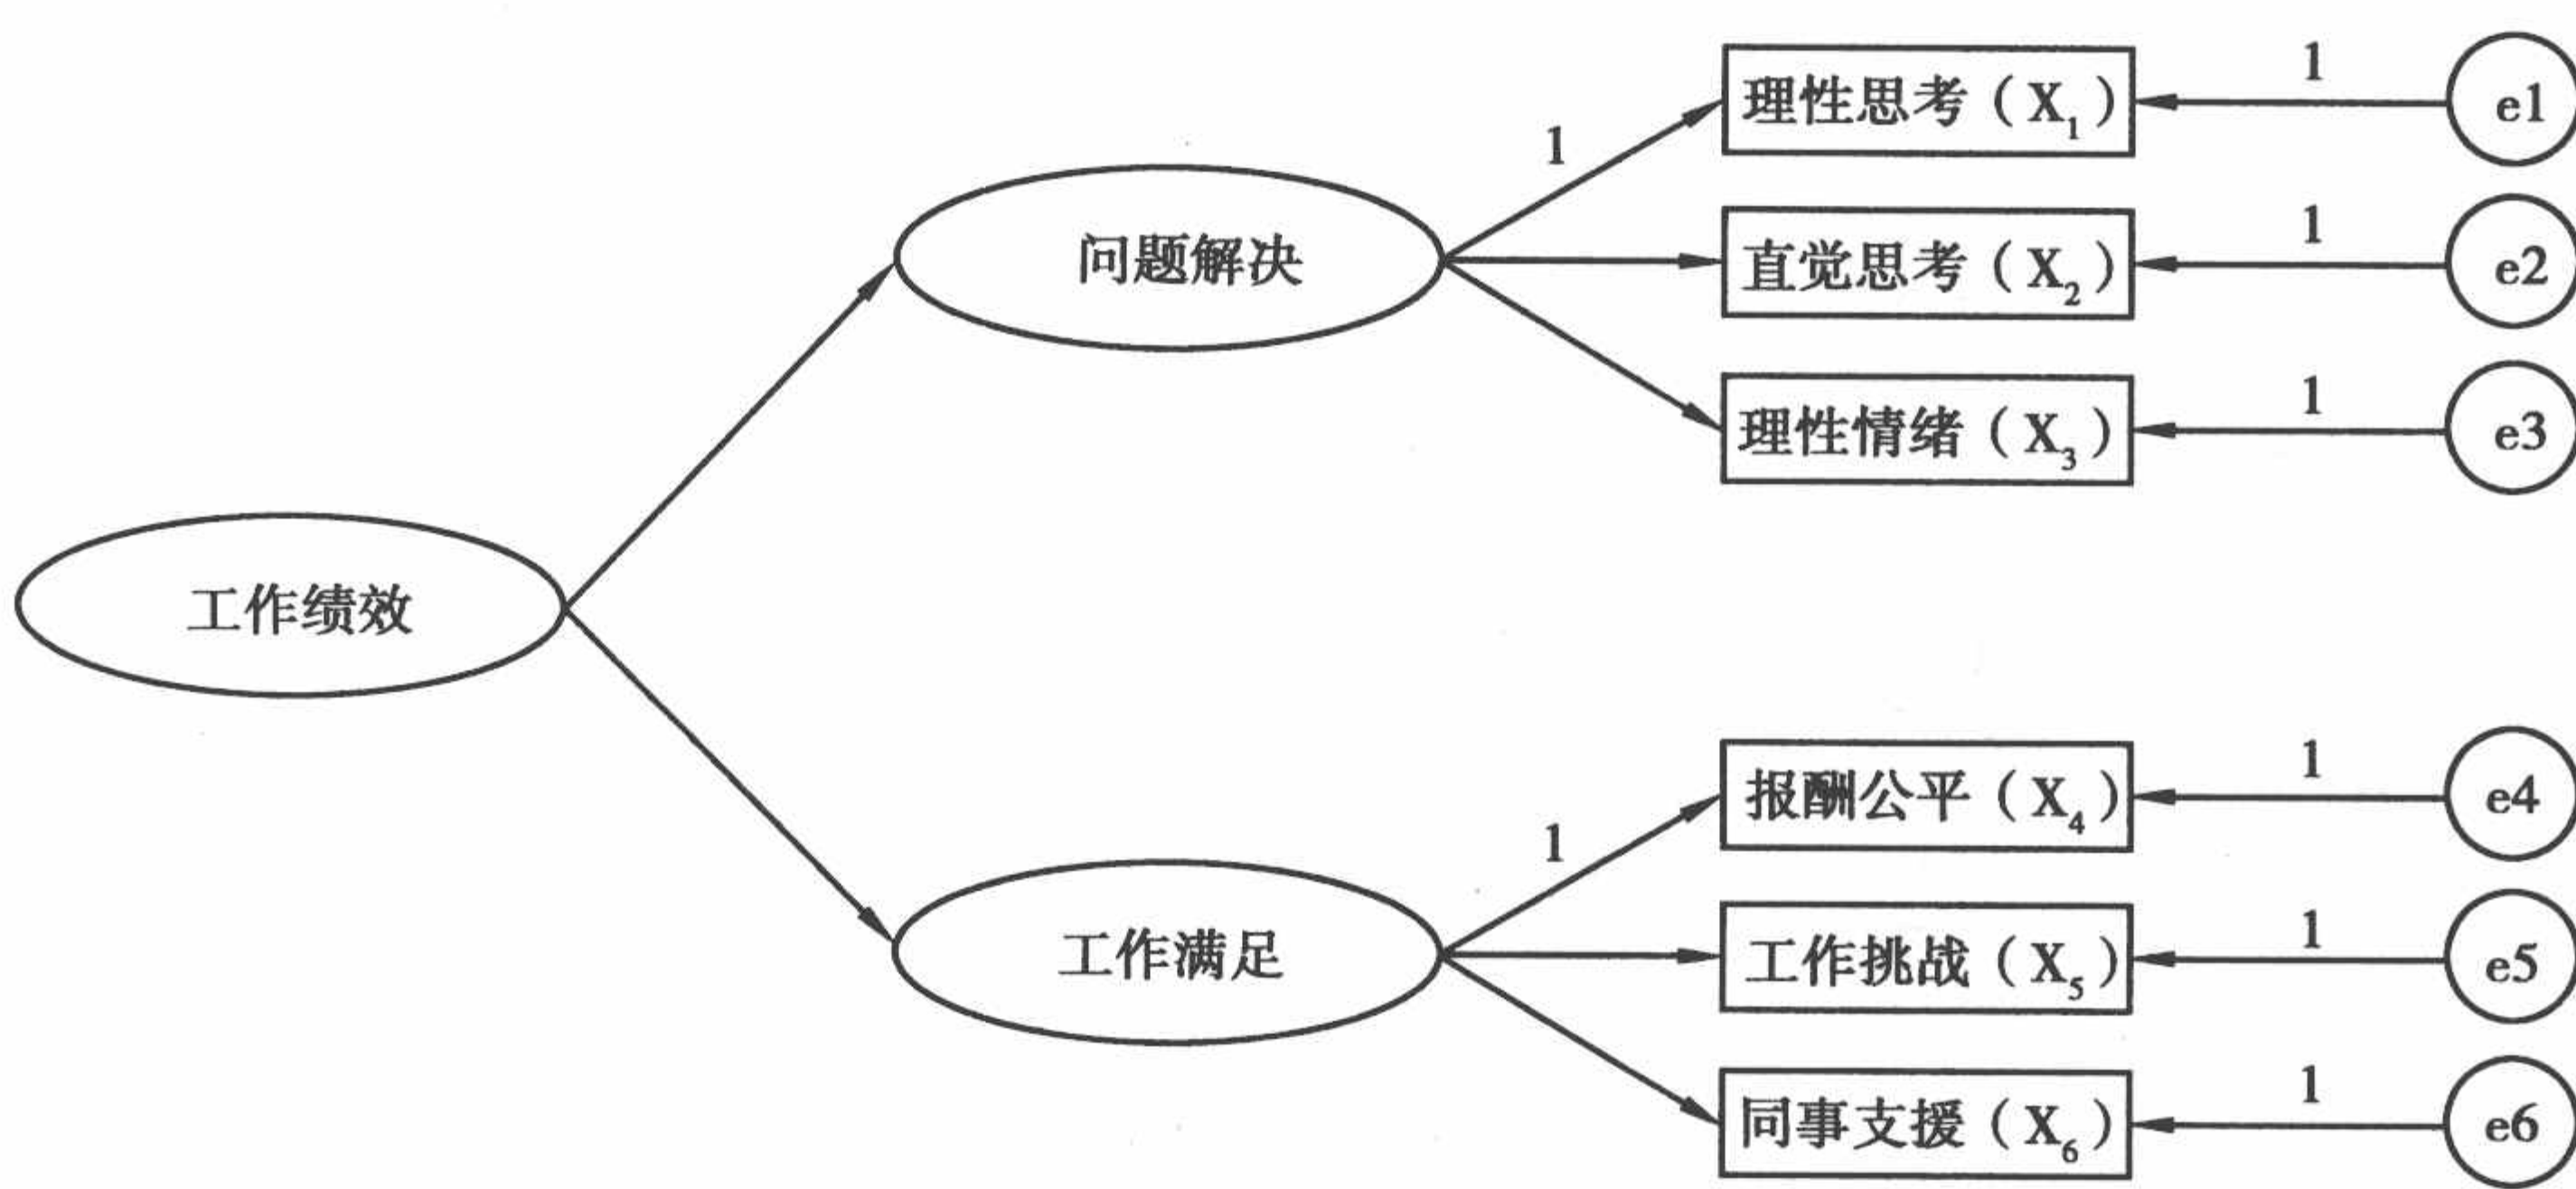 理性思考（X₁）
1
e1
1
直觉思考（X₂）
1
e2
问题解决
理性情绪（X₃）
1
e3
工作绩效
报酬公平（X₄）
1
e4
1
工作挑战（X₅）
1
e5
工作满足
同事支援（X₆）
1
e6